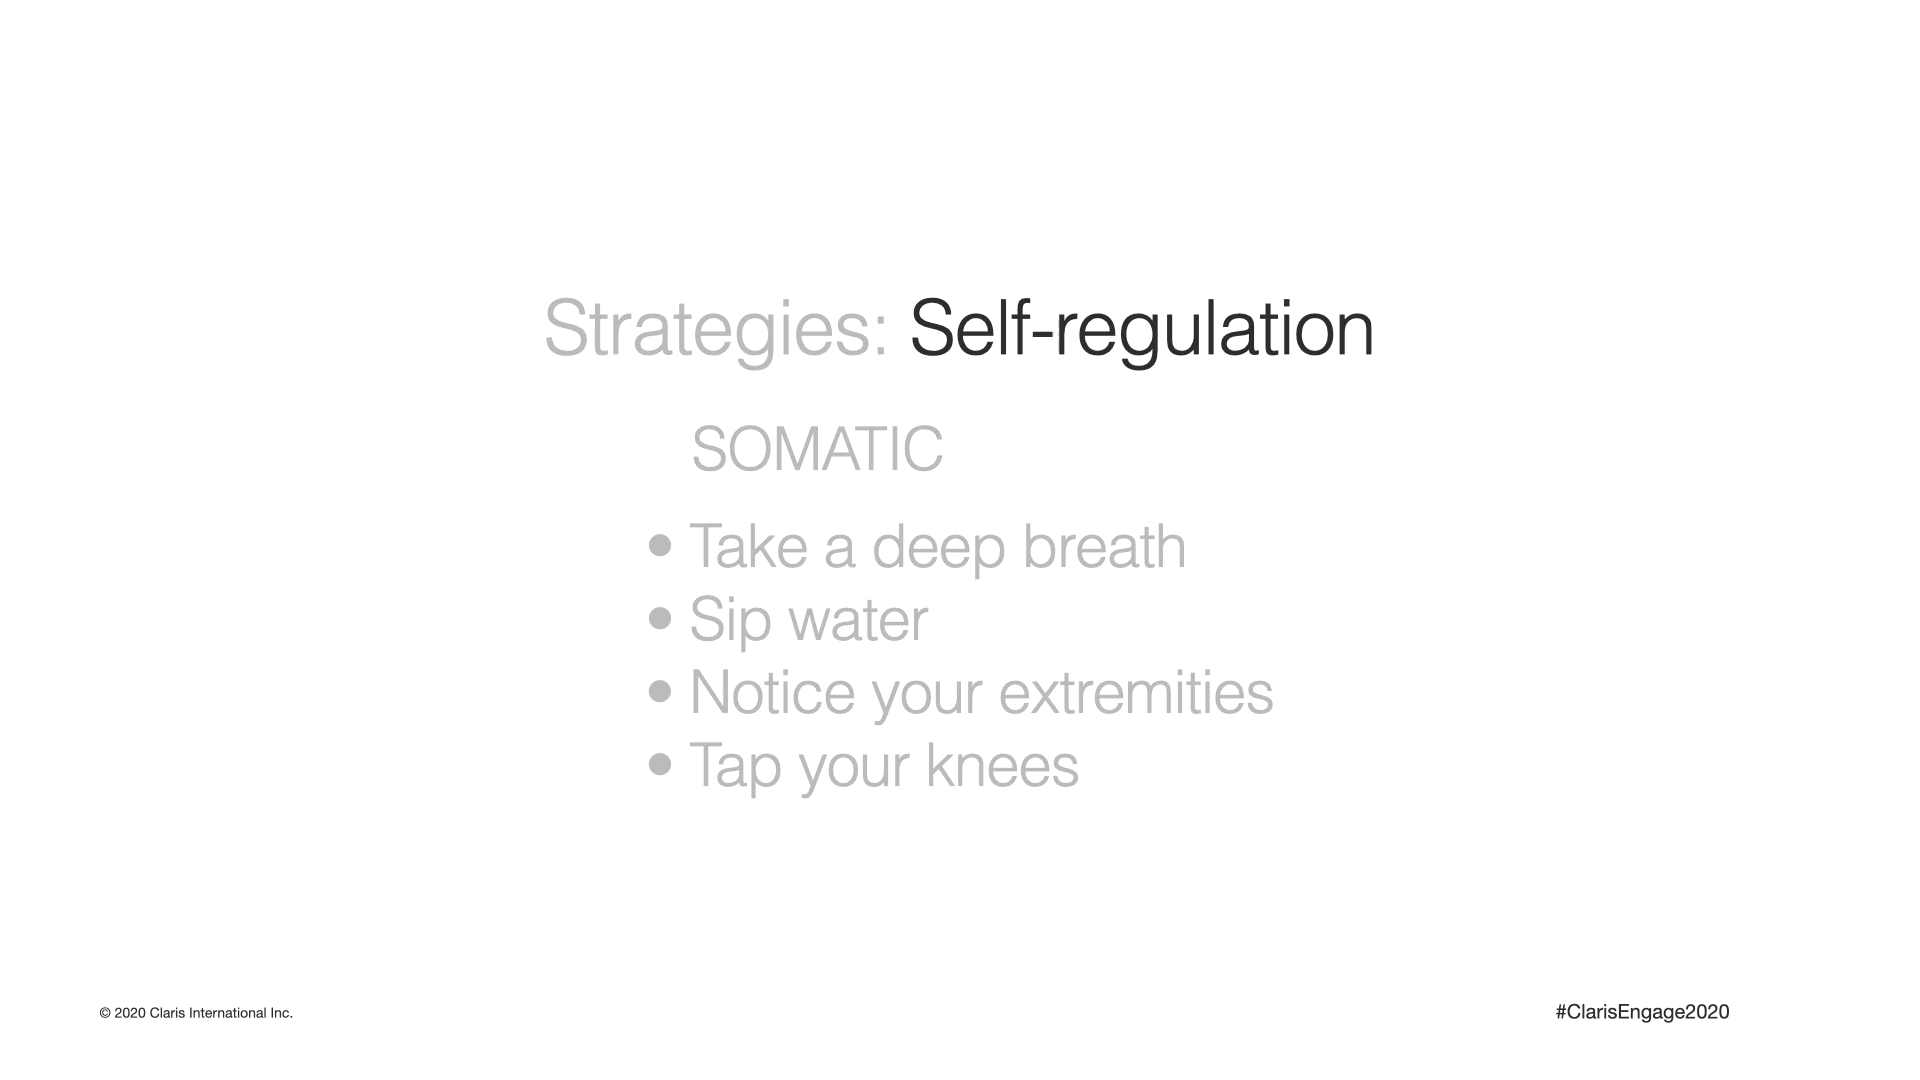 Strategies: Self-regulation
SOMATIC
• Take a deep breath
• Sip water
• Notice your extremities
• Tap your knees
© 2020 Claris International Inc.
#ClarisEngage2020